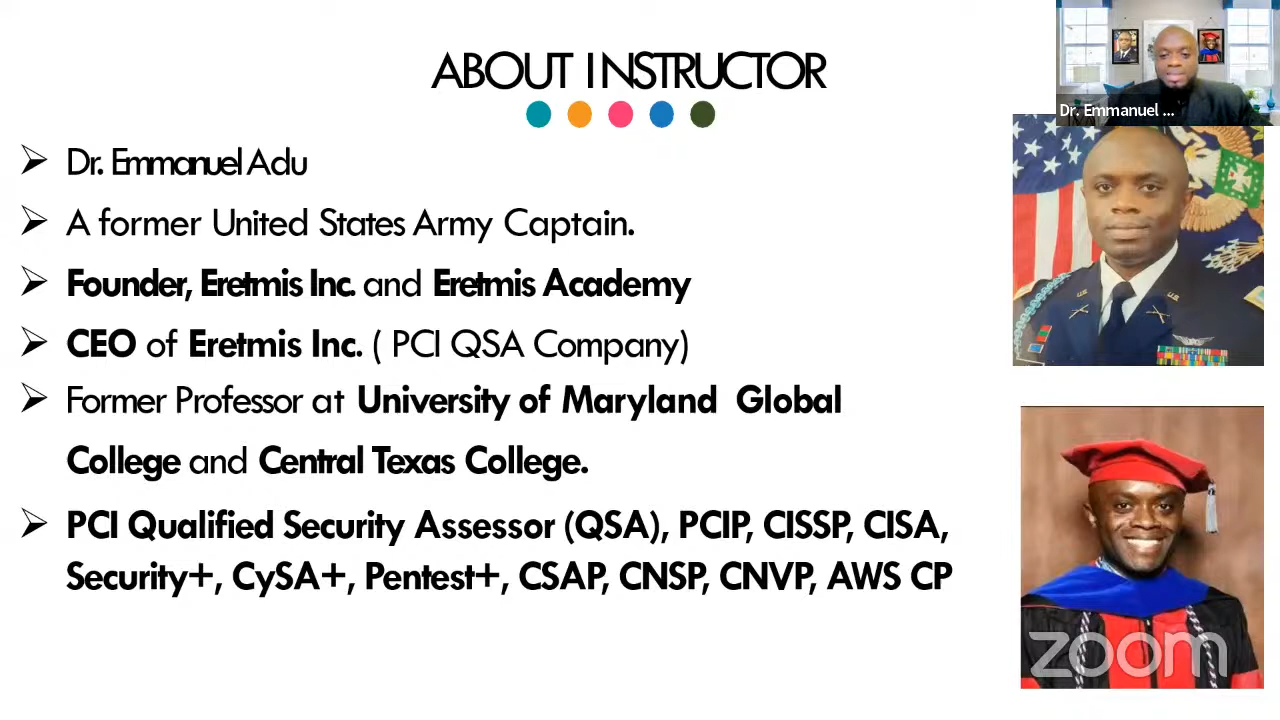 ABOUT INSTRUCTOR
Dr. Emmanuel ...
Dr. Emmanuel Adu
A former United States Army Captain.
Founder, Eretmis Inc. and Eretmis Academy
CEO of Eretmis Inc. ( PCI QSA Company)
Former Professor at University of Maryland Global
College and Central Texas College.
PCI Qualified Security Assessor (QSA), PCIP, CISSP, CISA,
Security+, CySA+, Pentest+, CSAP, CNSP, CNVP, AWS CP
zoom